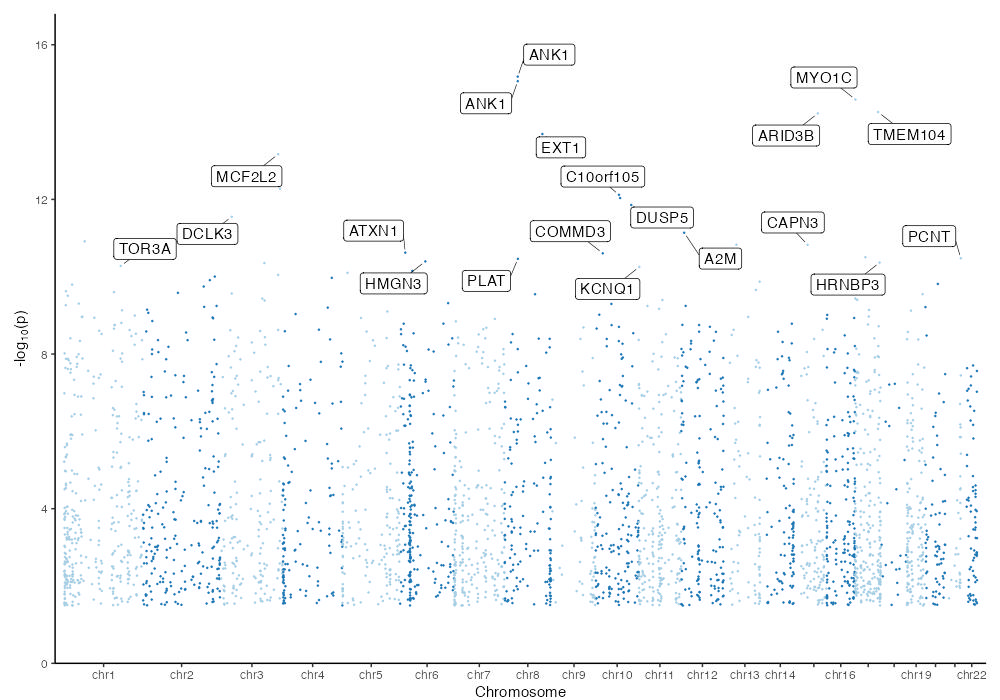 16
ANK1
MYO1C
ANK1
ARID3B
TMEM104
EXT1
MCF2L2
C10orf105
12
DUSP5
CAPN3
DCLK3
ATXN1
COMMD3
PCNT
TOR3A
A2M
HMGN3
PLAT
KCNQ1
HRNBP3
8
-log10(p)
4
0
chr1 chr2 chr3 chr4 chr5 chr6 chr7 chr8 chr9 chr10 chr11 chr12 chr13 chr14 chr16 chr19 chr22
Chromosome